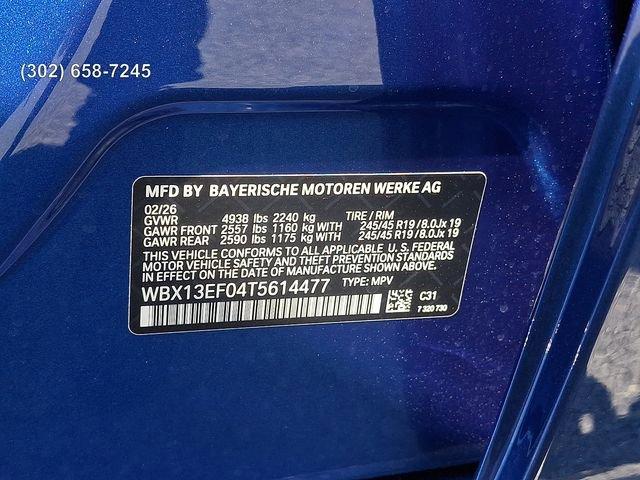 (302) 658-7245
MFD BY BAYERISCHE MOTOREN WERKE AG
02/26
GVWR 4938 lbs 2240 kg TIRE / RIM
GAWR FRONT 2557 lbs 1160 kg WITH 245/45 R19 / 8.0Jx 19
GAWR REAR 2590 lbs 1175 kg WITH 245/45 R19 / 8.0Jx 19
THIS VEHICLE CONFORMS TO ALL APPLICABLE U. S. FEDERAL
MOTOR VEHICLE SAFETY AND THEFT PREVENTION STANDARDS
IN EFFECT ON THE DATE OF MANUFACTURE SHOWN ABOVE.
WBX13EF04T5614477 TYPE: MPV
C31
7 320 730